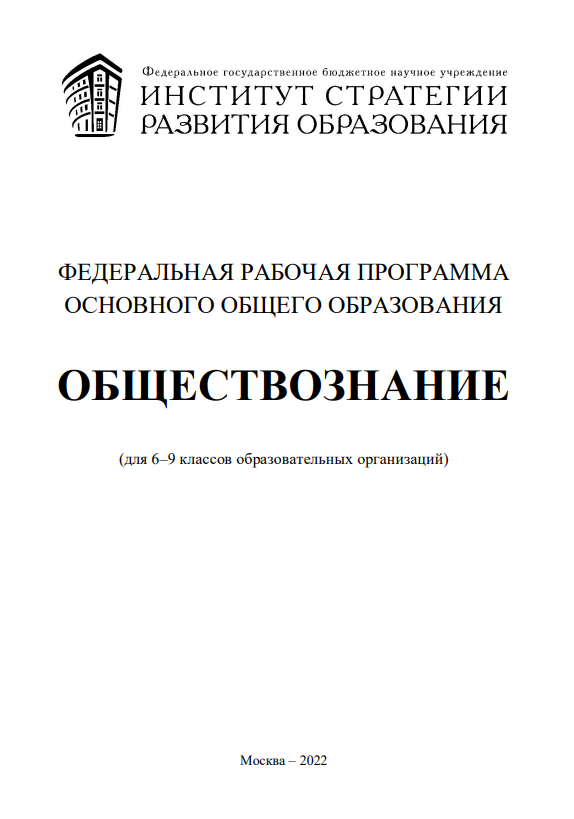 Федеральное государственное бюджетное научное учреждение
ИНСТИТУТ СТРАТЕГИИ
РАЗВИТИЯ ОБРАЗОВАНИЯ
ФЕДЕРАЛЬНАЯ РАБОЧАЯ ПРОГРАММА
ОСНОВНОГО ОБЩЕГО ОБРАЗОВАНИЯ
ОБЩЕСТВОЗНАНИЕ
(для 6–9 классов образовательных организаций)
Москва – 2022